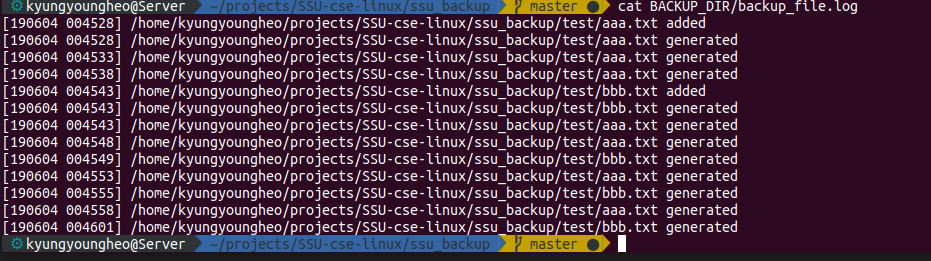 kyungyoungheo@Server ~/projects/SSU-cse-linux/ssu_backup master ● cat BACKUP_DIR/backup_file.log
[190604 004528] /home/kyungyoungheo/projects/SSU-cse-linux/ssu_backup/test/aaa.txt added
[190604 004528] /home/kyungyoungheo/projects/SSU-cse-linux/ssu_backup/test/aaa.txt generated
[190604 004533] /home/kyungyoungheo/projects/SSU-cse-linux/ssu_backup/test/aaa.txt generated
[190604 004538] /home/kyungyoungheo/projects/SSU-cse-linux/ssu_backup/test/aaa.txt generated
[190604 004543] /home/kyungyoungheo/projects/SSU-cse-linux/ssu_backup/test/bbb.txt added
[190604 004543] /home/kyungyoungheo/projects/SSU-cse-linux/ssu_backup/test/bbb.txt generated
[190604 004543] /home/kyungyoungheo/projects/SSU-cse-linux/ssu_backup/test/aaa.txt generated
[190604 004548] /home/kyungyoungheo/projects/SSU-cse-linux/ssu_backup/test/aaa.txt generated
[190604 004549] /home/kyungyoungheo/projects/SSU-cse-linux/ssu_backup/test/bbb.txt generated
[190604 004553] /home/kyungyoungheo/projects/SSU-cse-linux/ssu_backup/test/aaa.txt generated
[190604 004555] /home/kyungyoungheo/projects/SSU-cse-linux/ssu_backup/test/bbb.txt generated
[190604 004558] /home/kyungyoungheo/projects/SSU-cse-linux/ssu_backup/test/aaa.txt generated
[190604 004601] /home/kyungyoungheo/projects/SSU-cse-linux/ssu_backup/test/bbb.txt generated
kyungyoungheo@Server ~/projects/SSU-cse-linux/ssu_backup master ●